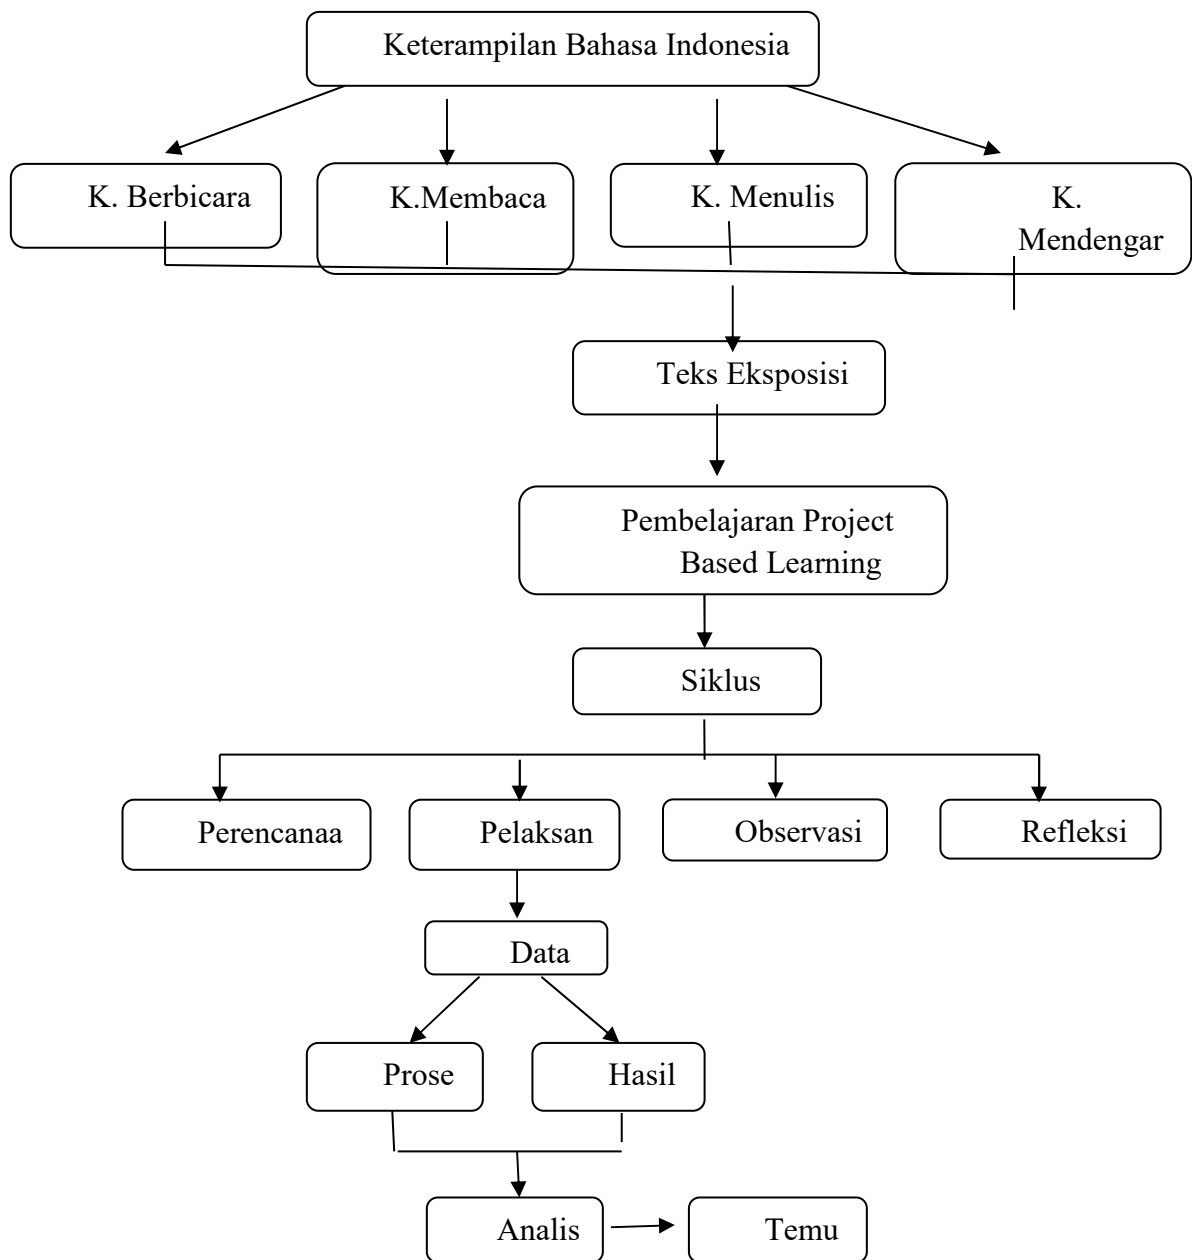 Keterampilan Bahasa Indonesia
K. Berbicara
K.Membaca
K. Menulis
K.
Mendengar
Teks Eksposisi
Pembelajaran Project
Based Learning
Siklus
Perencanaa
Pelaksan
Observasi
Refleksi
Data
Prose
Hasil
Analis
Temu